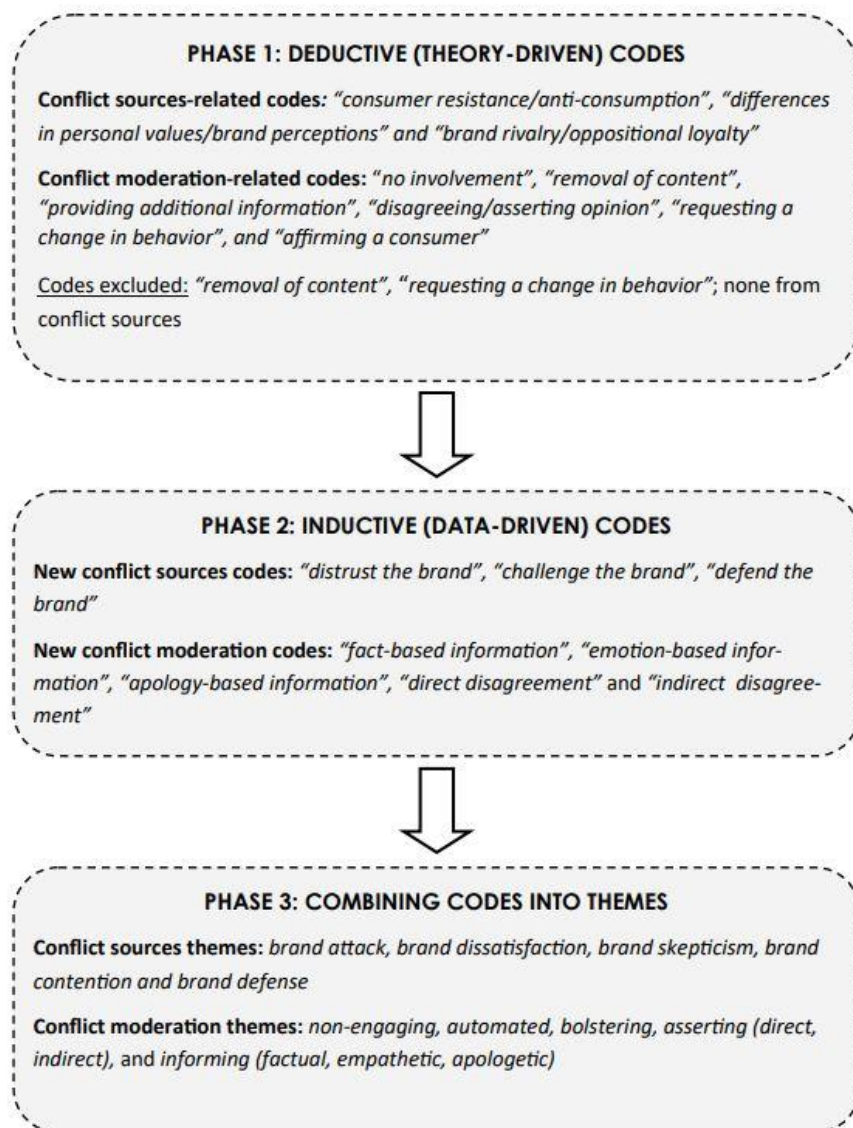 PHASE 1: DEDUCTIVE (THEORY-DRIVEN) CODES
Conflict sources-related codes: “consumer resistance/anti-consumption”, “differences
in personal values/brand perceptions” and “brand rivalry/oppositional loyalty”
Conflict moderation-related codes: “no involvement”, “removal of content”,
“providing additional information”, “disagreeing/asserting opinion”, “requesting a
change in behavior”, and “affirming a consumer”
Codes excluded: “removal of content”, “requesting a change in behavior”; none from
conflict sources
PHASE 2: INDUCTIVE (DATA-DRIVEN) CODES
New conflict sources codes: “distrust the brand”, “challenge the brand”, “defend the
brand”
New conflict moderation codes: “fact-based information”, “emotion-based infor-
mation”, “apology-based information”, “direct disagreement” and “indirect disagree-
ment”
PHASE 3: COMBINING CODES INTO THEMES
Conflict sources themes: brand attack, brand dissatisfaction, brand skepticism, brand
contention and brand defense
Conflict moderation themes: non-engaging, automated, bolstering, asserting (direct,
indirect), and informing (factual, empathetic, apologetic)